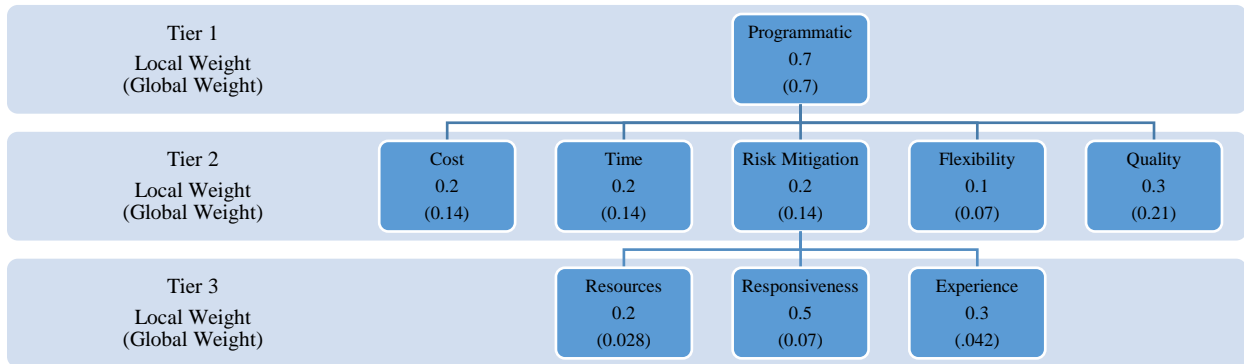 Tier 1
Local Weight
(Global Weight)
Programmatic
0.7
(0.7)
Tier 2
Local Weight
(Global Weight)
Cost
0.2
(0.14)
Time
0.2
(0.14)
Risk Mitigation
0.2
(0.14)
Flexibility
0.1
(0.07)
Quality
0.3
(0.21)
Tier 3
Local Weight
(Global Weight)
Resources
0.2
(0.028)
Responsiveness
0.5
(0.07)
Experience
0.3
(.042)